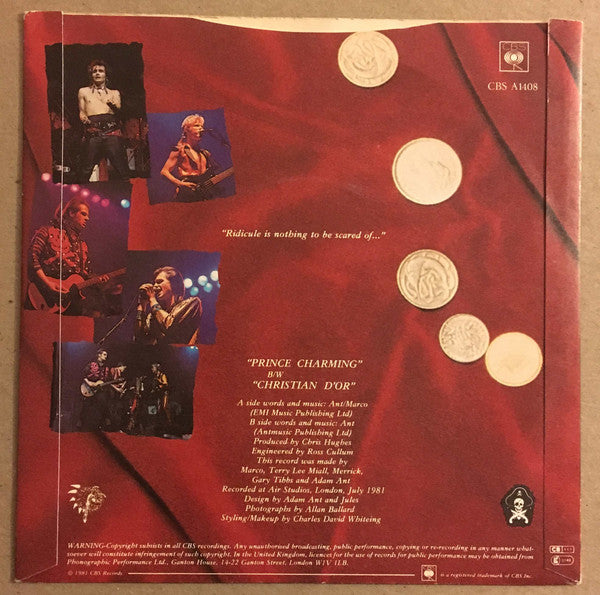 CBS
CBS A1408
"Ridicule is nothing to be scared of..."
"PRINCE CHARMING"
B/W
"CHRISTIAN D'OR"
A side words and music: Ant/Marco
(EMI Music Publishing Ltd)
B side words and music: Ant
(Antmusic Publishing Ltd)
Produced by Chris Hughes
Engineered by Ross Cullum
This record was made by
Marco, Terry Lee Miall, Merrick,
Gary Tibbs and Adam Ant
Recorded at Air Studios, London, July 1981
Design by Adam Ant and Jules
Photographs by Allan Ballard
Styling/Makeup by Charles David Whiteing
WARNING-Copyright subsists in all CBS recordings. Any unauthorised broadcasting, public performance, copying or re-recording in any manner what-
soever will constitute infringement of such copyright. In the United Kingdom, licences for the use of records for public performance may be obtained from
Phonographic Performance Ltd., Ganton House, 14-22 Ganton Street, London W1V 1LB.
© 1981 CBS Records
is a registered trademark of CBS Inc.